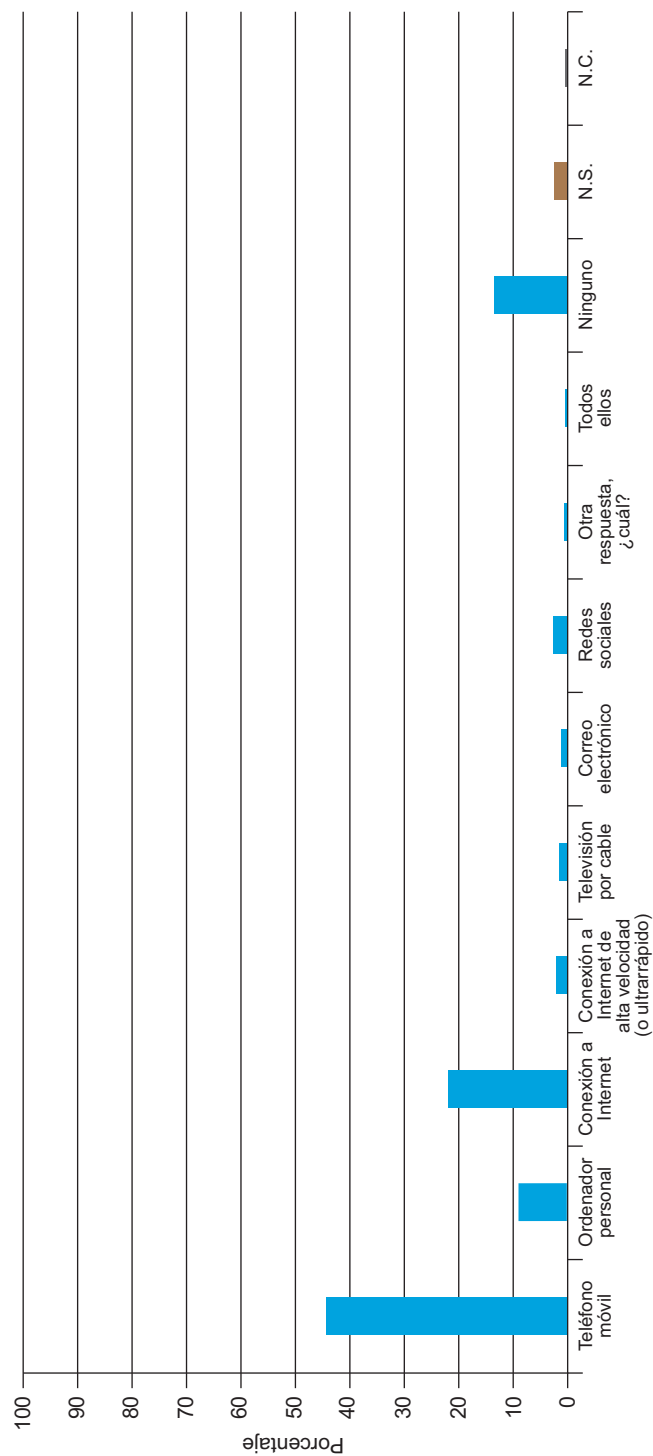 Porcentaje
100
90
80
70
60
50
40
30
20
10
0
Teléfono
móvil
Ordenador
personal
Conexión a
Internet
Conexión a
Internet de
alta velocidad
(o ultrarrápido)
Televisión
por cable
Correo
electrónico
Redes
sociales
Otra
respuesta,
¿cuál?
Todos
ellos
Ninguno
N.S.
N.C.